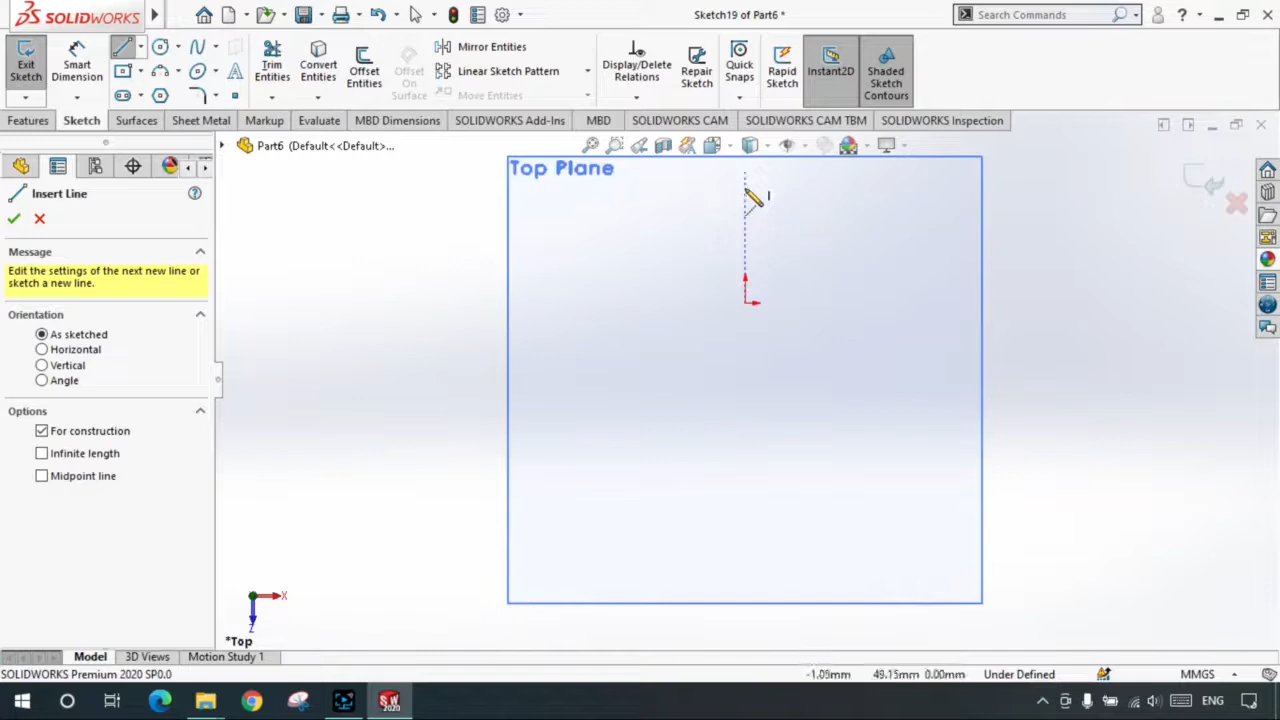 SOLIDWORKS
Sketch19 of Part6 *
Search Commands
Exit Sketch
Smart Dimension
Trim Entities
Convert Entities
Offset Entities
Offset On Surface
Mirror Entities
Linear Sketch Pattern
Move Entities
Display/Delete Relations
Repair Sketch
Quick Snaps
Rapid Sketch
Instant2D
Shaded Sketch Contours
Features
Sketch
Surfaces
Sheet Metal
Markup
Evaluate
MBD Dimensions
SOLIDWORKS Add-Ins
MBD
SOLIDWORKS CAM
SOLIDWORKS CAM TBM
SOLIDWORKS Inspection
Part6 (Default<<Default>...
Insert Line
Message
Edit the settings of the next new line or
sketch a new line.
Orientation
As sketched
Horizontal
Vertical
Angle
Options
For construction
Infinite length
Midpoint line
Top Plane
X
Z
*Top
Model
3D Views
Motion Study 1
SOLIDWORKS Premium 2020 SP0.0
-1.09mm
49.15mm 0.00mm
Under Defined
MMGS
SW
2020
ENG